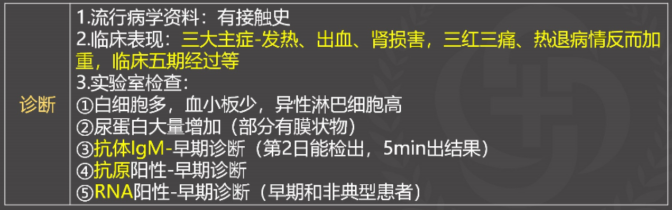 诊断
1.流行病学资料：有接触史
2.临床表现：三大主症-发热、出血、肾损害，三红三痛、热退病情反而加
重，临床五期经过等
3.实验室检查：
①白细胞多，血小板少，异性淋巴细胞高
②尿蛋白大量增加（部分有膜状物）
③抗体IgM-早期诊断（第2日能检出，5min出结果）
④抗原阳性-早期诊断
⑤RNA阳性-早期诊断（早期和非典型患者）